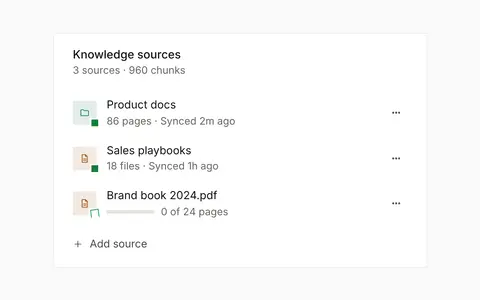 Knowledge sources
3 sources · 960 chunks
Product docs
86 pages · Synced 2m ago
Sales playbooks
18 files · Synced 1h ago
Brand book 2024.pdf
0 of 24 pages
Add source